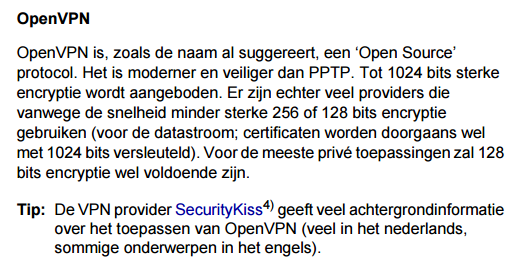 OpenVPN
OpenVPN is, zoals de naam al suggereert, een ‘Open Source’
protocol. Het is moderner en veiliger dan PPTP. Tot 1024 bits sterke
encryptie wordt aangeboden. Er zijn echter veel providers die
vanwege de snelheid minder sterke 256 of 128 bits encryptie
gebruiken (voor de datastroom; certificaten worden doorgaans wel
met 1024 bits versleuteld). Voor de meeste privé toepassingen zal 128
bits encryptie wel voldoende zijn.
Tip: De VPN provider SecurityKiss4) geeft veel achtergrondinformatie
over het toepassen van OpenVPN (veel in het nederlands,
sommige onderwerpen in het engels).